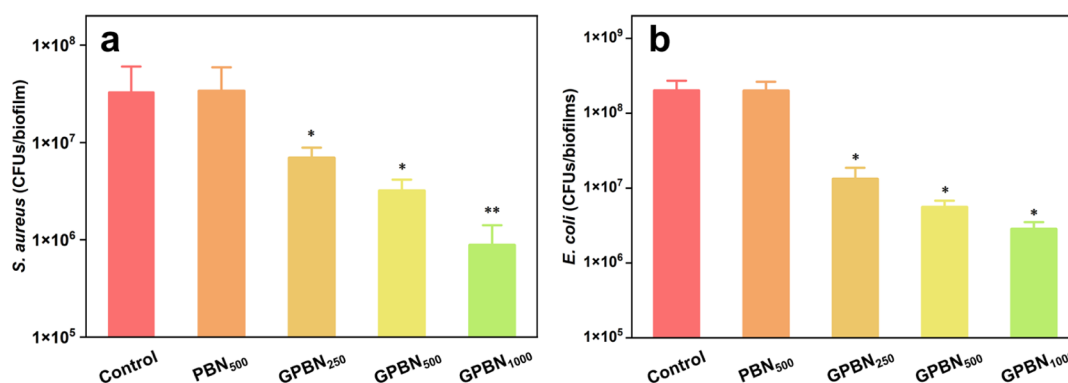 a
S. aureus (CFUs/biofilm)
1×10⁸
1×10⁷
1×10⁶
1×10⁵
*
*
**
Control
PBN₅₀₀
GPBN₂₅₀
GPBN₅₀₀
GPBN₁₀₀₀
b
E. coli (CFUs/biofilms)
1×10⁹
1×10⁸
1×10⁷
1×10⁶
1×10⁵
*
*
*
Control
PBN₅₀₀
GPBN₂₅₀
GPBN₅₀₀
GPBN₁₀₀₀